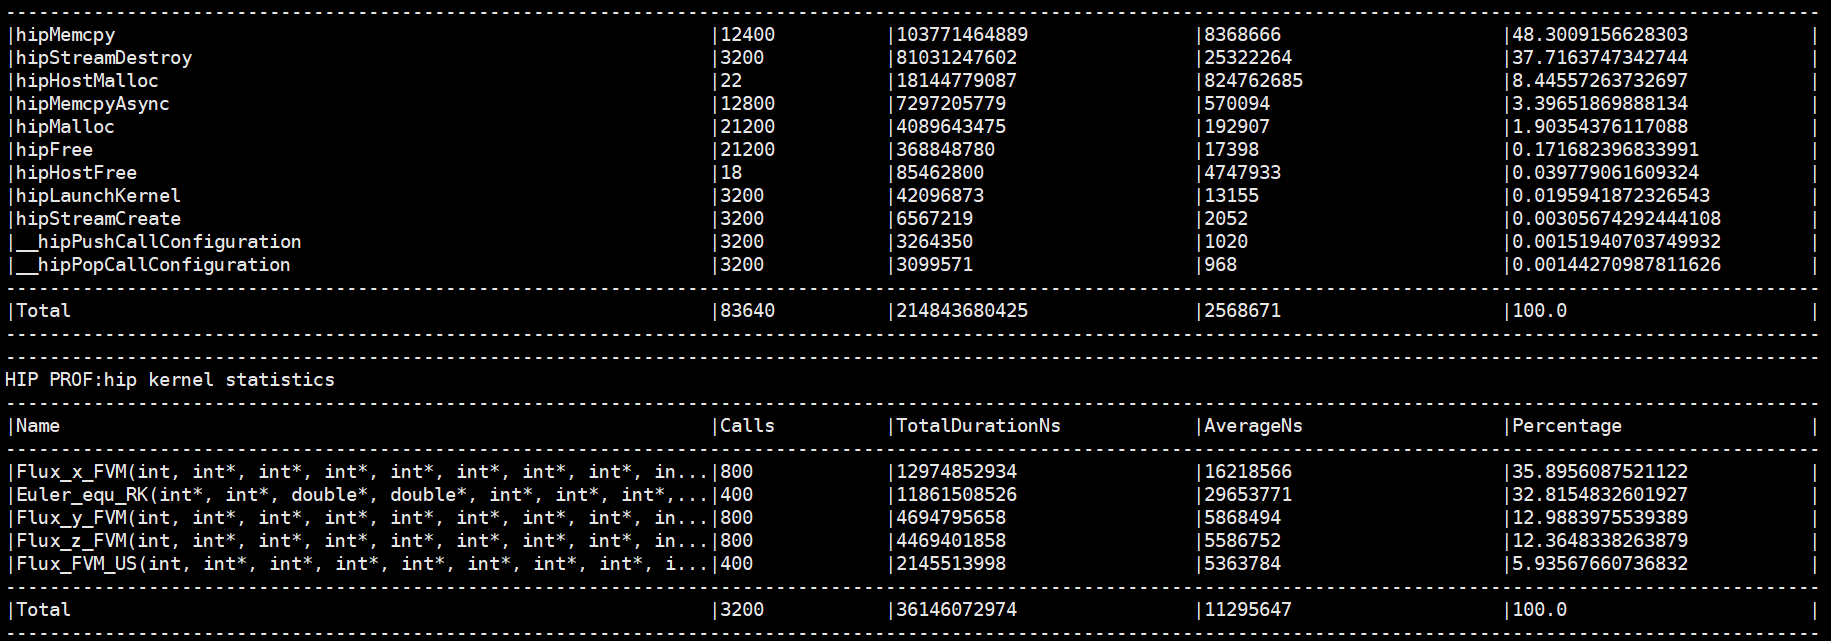 |hipMemcpy |12400 |103771464889 |8368666 |48.3009156628303 |
|hipStreamDestroy |3200 |81031247602 |25322264 |37.7163747342744 |
|hipHostMalloc |22 |18144779087 |824762685 |8.44557263732697 |
|hipMemcpyAsync |12800 |7297205779 |570094 |3.39651869888134 |
|hipMalloc |21200 |4089643475 |192907 |1.90354376117088 |
|hipFree |21200 |368848780 |17398 |0.171682396833991 |
|hipHostFree |18 |85462800 |4747933 |0.039779061609324 |
|hipLaunchKernel |3200 |42096873 |13155 |0.0195941872326543 |
|hipStreamCreate |3200 |6567219 |2052 |0.00305674292444108 |
|__hipPushCallConfiguration |3200 |3264350 |1020 |0.00151940703749932 |
|__hipPopCallConfiguration |3200 |3099571 |968 |0.00144270987811626 |
|Total |83640 |214843680425 |2568671 |100.0 |
HIP PROF:hip kernel statistics
|Name |Calls |TotalDurationNs |AverageNs |Percentage |
|Flux_x_FVM(int, int*, int*, int*, int*, int*, int*, int*, in...|800 |12974852934 |16218566 |35.8956087521122 |
|Euler_equ_RK(int*, int*, double*, double*, int*, int*, int*,...|400 |11861508526 |29653771 |32.8154832601927 |
|Flux_y_FVM(int, int*, int*, int*, int*, int*, int*, int*, in...|800 |4694795658 |5868494 |12.9883975539389 |
|Flux_z_FVM(int, int*, int*, int*, int*, int*, int*, int*, in...|800 |4469401858 |5586752 |12.3648338263879 |
|Flux_FVM_US(int, int*, int*, int*, int*, int*, int*, int*, i...|400 |2145513998 |5363784 |5.93567660736832 |
|Total |3200 |36146072974 |11295647 |100.0 |